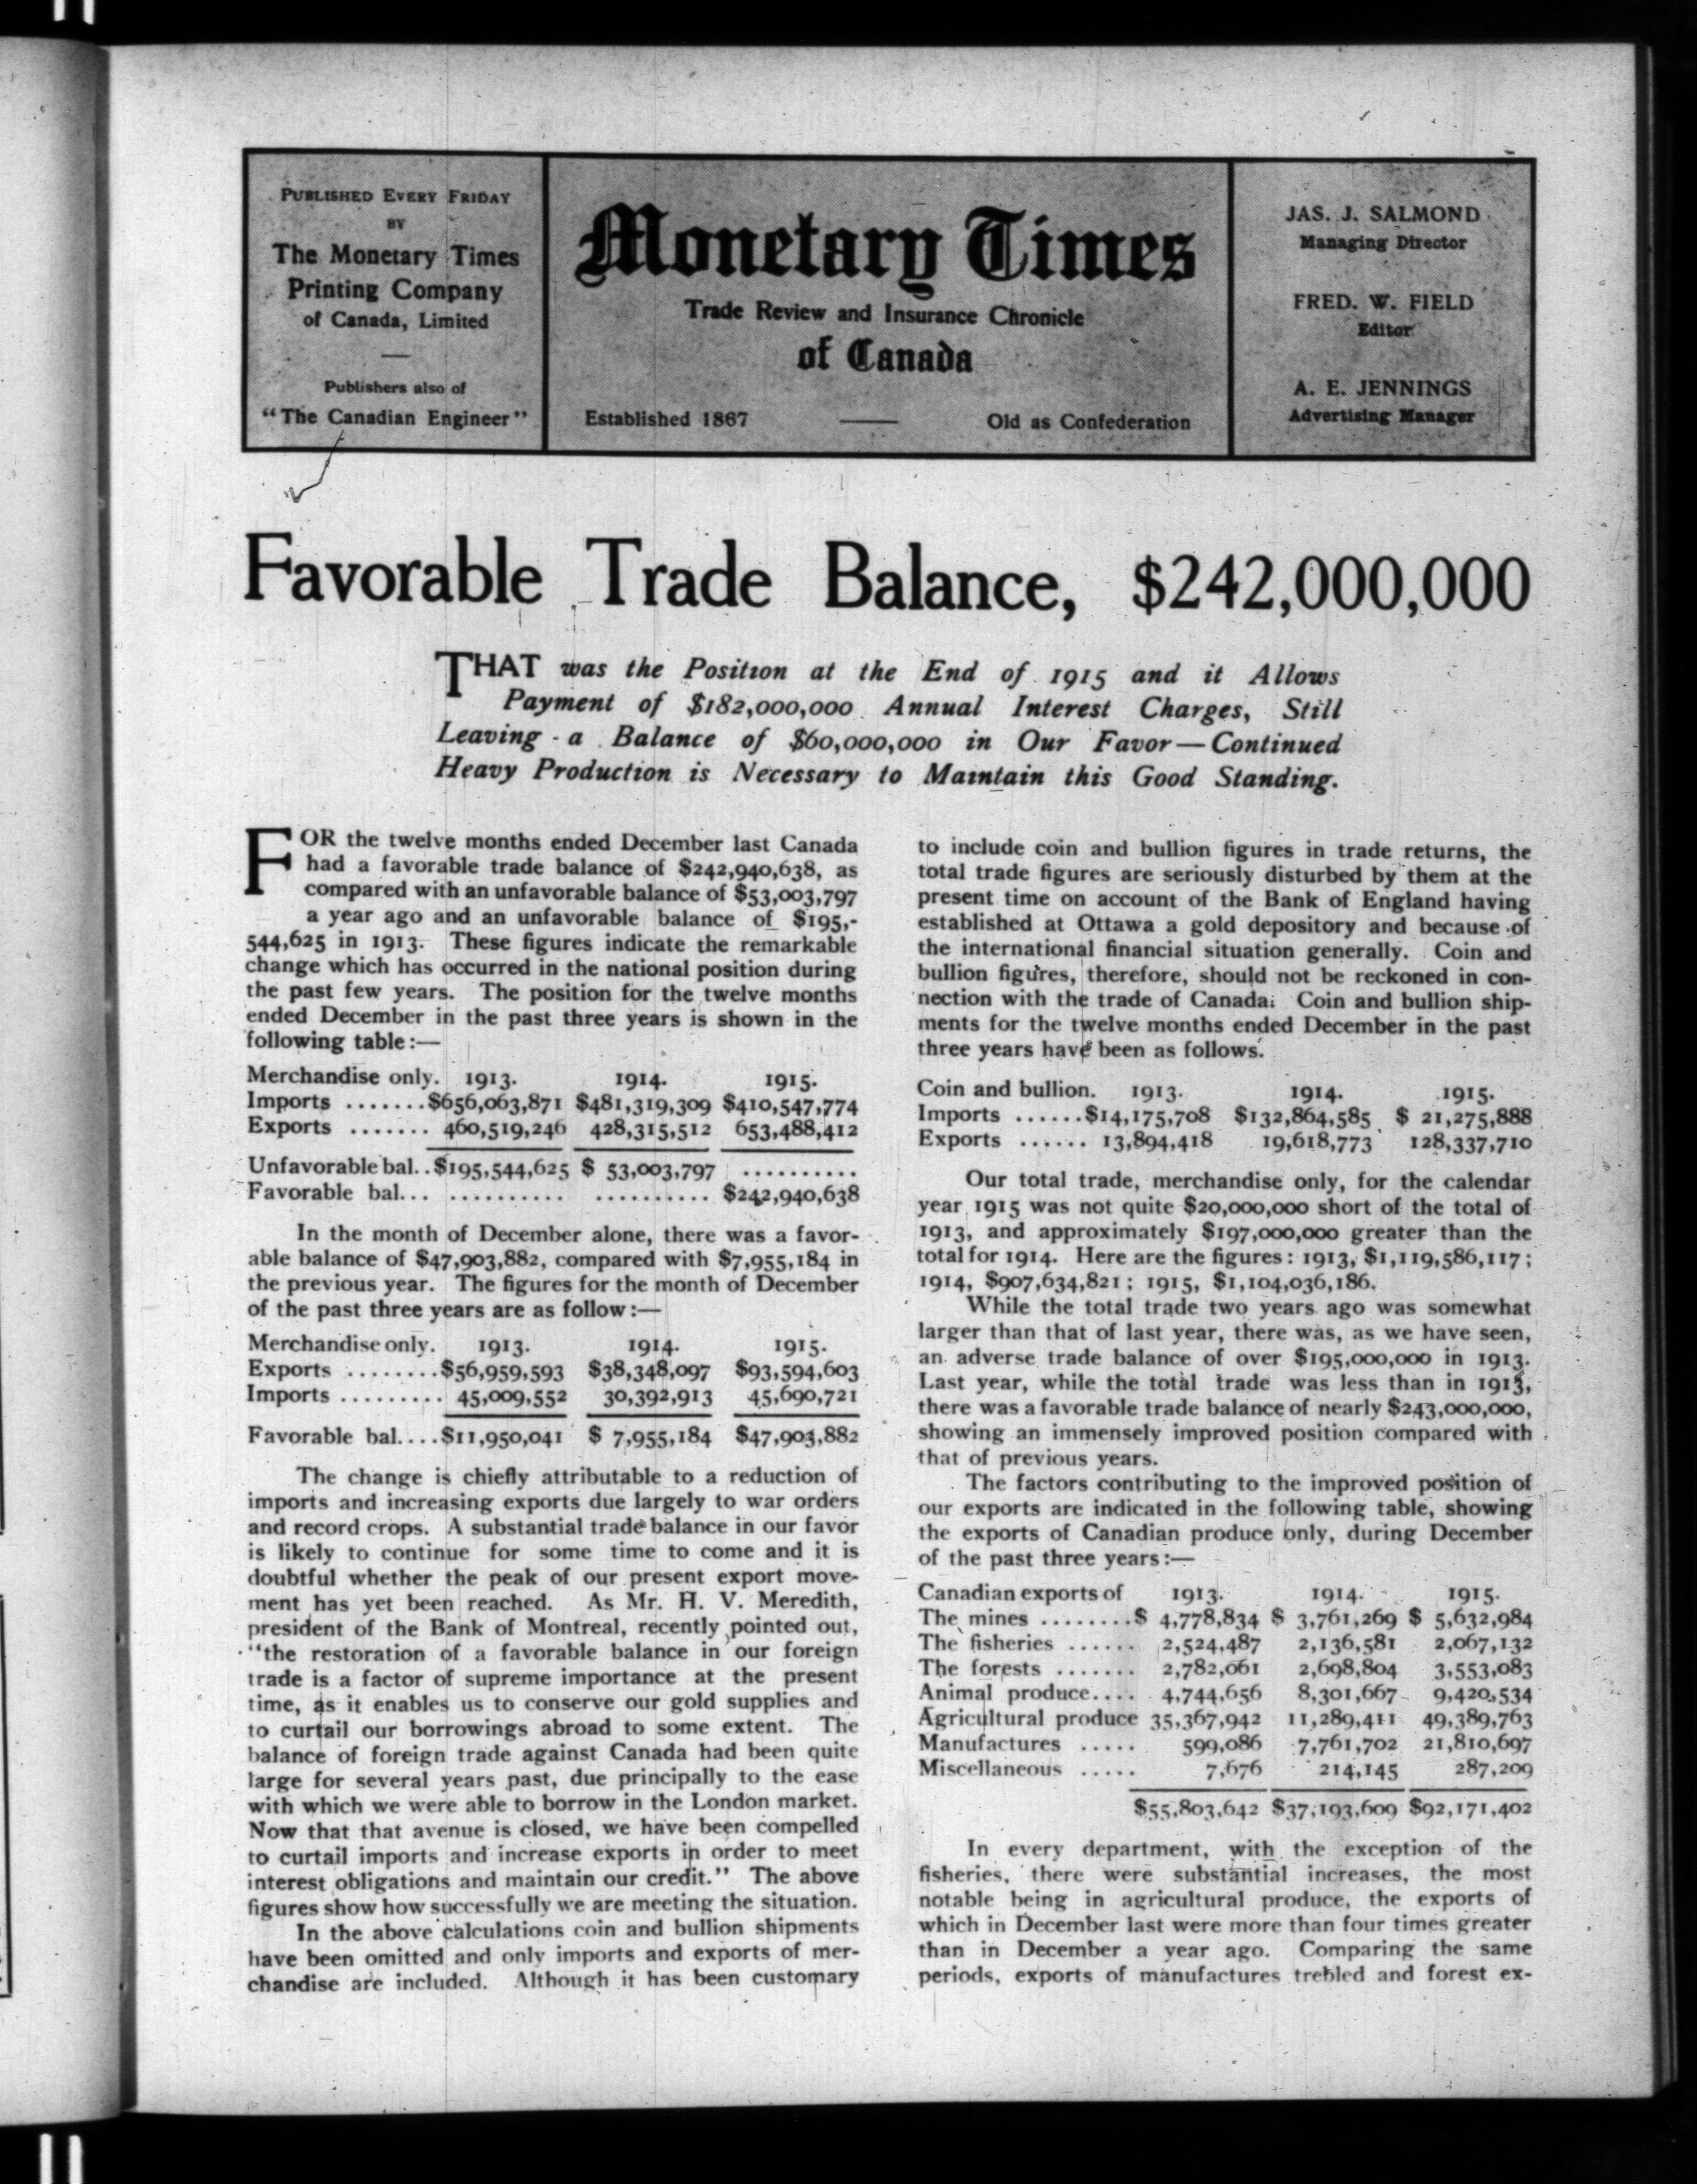 PUBLISHED EVERY FRIDAY
BY
The Monetary Times
Printing Company
of Canada, Limited
Publishers also of
"The Canadian Engineer"
Monetary Times
Trade Review and Insurance Chronicle
of Canada
Established 1867
Old as Confederation
JAS. J. SALMOND
Managing Director
FRED. W. FIELD
Editor
A. E. JENNINGS
Advertising Manager
Favorable Trade Balance, $242,000,000
THAT was the Position at the End of 1915 and it Allows
Payment of $182,000,000 Annual Interest Charges, Still
Leaving a Balance of $60,000,000 in Our Favor—Continued
Heavy Production is Necessary to Maintain this Good Standing.
FOR the twelve months ended December last Canada
had a favorable trade balance of $242,940,638, as
compared with an unfavorable balance of $53,003,797
a year ago and an unfavorable balance of $195,-
544,625 in 1913. These figures indicate the remarkable
change which has occurred in the national position during
the past few years. The position for the twelve months
ended December in the past three years is shown in the
following table:—
Merchandise only. 1913. 1914. 1915.
Imports .......$656,063,871 $481,319,309 $410,547,774
Exports ....... 460,519,246 428,315,512 653,488,412
Unfavorable bal..$195,544,625 $ 53,003,797 ..........
Favorable bal... .......... .......... $242,940,638
In the month of December alone, there was a favor-
able balance of $47,903,882, compared with $7,955,184 in
the previous year. The figures for the month of December
of the past three years are as follow:—
Merchandise only. 1913. 1914. 1915.
Exports ........$56,959,593 $38,348,097 $93,594,603
Imports ......... 45,009,552 30,392,913 45,690,721
Favorable bal....$11,950,041 $ 7,955,184 $47,903,882
The change is chiefly attributable to a reduction of
imports and increasing exports due largely to war orders
and record crops. A substantial trade balance in our favor
is likely to continue for some time to come and it is
doubtful whether the peak of our present export move-
ment has yet been reached. As Mr. H. V. Meredith,
president of the Bank of Montreal, recently pointed out,
"the restoration of a favorable balance in our foreign
trade is a factor of supreme importance at the present
time, as it enables us to conserve our gold supplies and
to curtail our borrowings abroad to some extent. The
balance of foreign trade against Canada had been quite
large for several years past, due principally to the ease
with which we were able to borrow in the London market.
Now that that avenue is closed, we have been compelled
to curtail imports and increase exports in order to meet
interest obligations and maintain our credit." The above
figures show how successfully we are meeting the situation.
In the above calculations coin and bullion shipments
have been omitted and only imports and exports of mer-
chandise are included. Although it has been customary
to include coin and bullion figures in trade returns, the
total trade figures are seriously disturbed by them at the
present time on account of the Bank of England having
established at Ottawa a gold depository and because of
the international financial situation generally. Coin and
bullion figures, therefore, should not be reckoned in con-
nection with the trade of Canada. Coin and bullion ship-
ments for the twelve months ended December in the past
three years have been as follows.
Coin and bullion. 1913. 1914. 1915.
Imports ......$14,175,708 $132,864,585 $ 21,275,888
Exports ...... 13,894,418 19,618,773 128,337,710
Our total trade, merchandise only, for the calendar
year 1915 was not quite $20,000,000 short of the total of
1913, and approximately $197,000,000 greater than the
total for 1914. Here are the figures: 1913, $1,119,586,117;
1914, $907,634,821; 1915, $1,104,036,186.
While the total trade two years ago was somewhat
larger than that of last year, there was, as we have seen,
an adverse trade balance of over $195,000,000 in 1913.
Last year, while the total trade was less than in 1913,
there was a favorable trade balance of nearly $243,000,000,
showing an immensely improved position compared with
that of previous years.
The factors contributing to the improved position of
our exports are indicated in the following table, showing
the exports of Canadian produce only, during December
of the past three years:—
Canadian exports of 1913. 1914. 1915.
The mines ........$ 4,778,834 $ 3,761,269 $ 5,632,984
The fisheries ...... 2,524,487 2,136,581 2,067,132
The forests ....... 2,782,061 2,698,804 3,553,083
Animal produce.... 4,744,656 8,301,667 9,420,534
Agricultural produce 35,367,942 11,289,411 49,389,763
Manufactures ..... 599,086 7,761,702 21,810,697
Miscellaneous ..... 7,676 214,145 287,209
$55,803,642 $37,193,609 $92,171,402
In every department, with the exception of the
fisheries, there were substantial increases, the most
notable being in agricultural produce, the exports of
which in December last were more than four times greater
than in December a year ago. Comparing the same
periods, exports of manufactures trebled and forest ex-